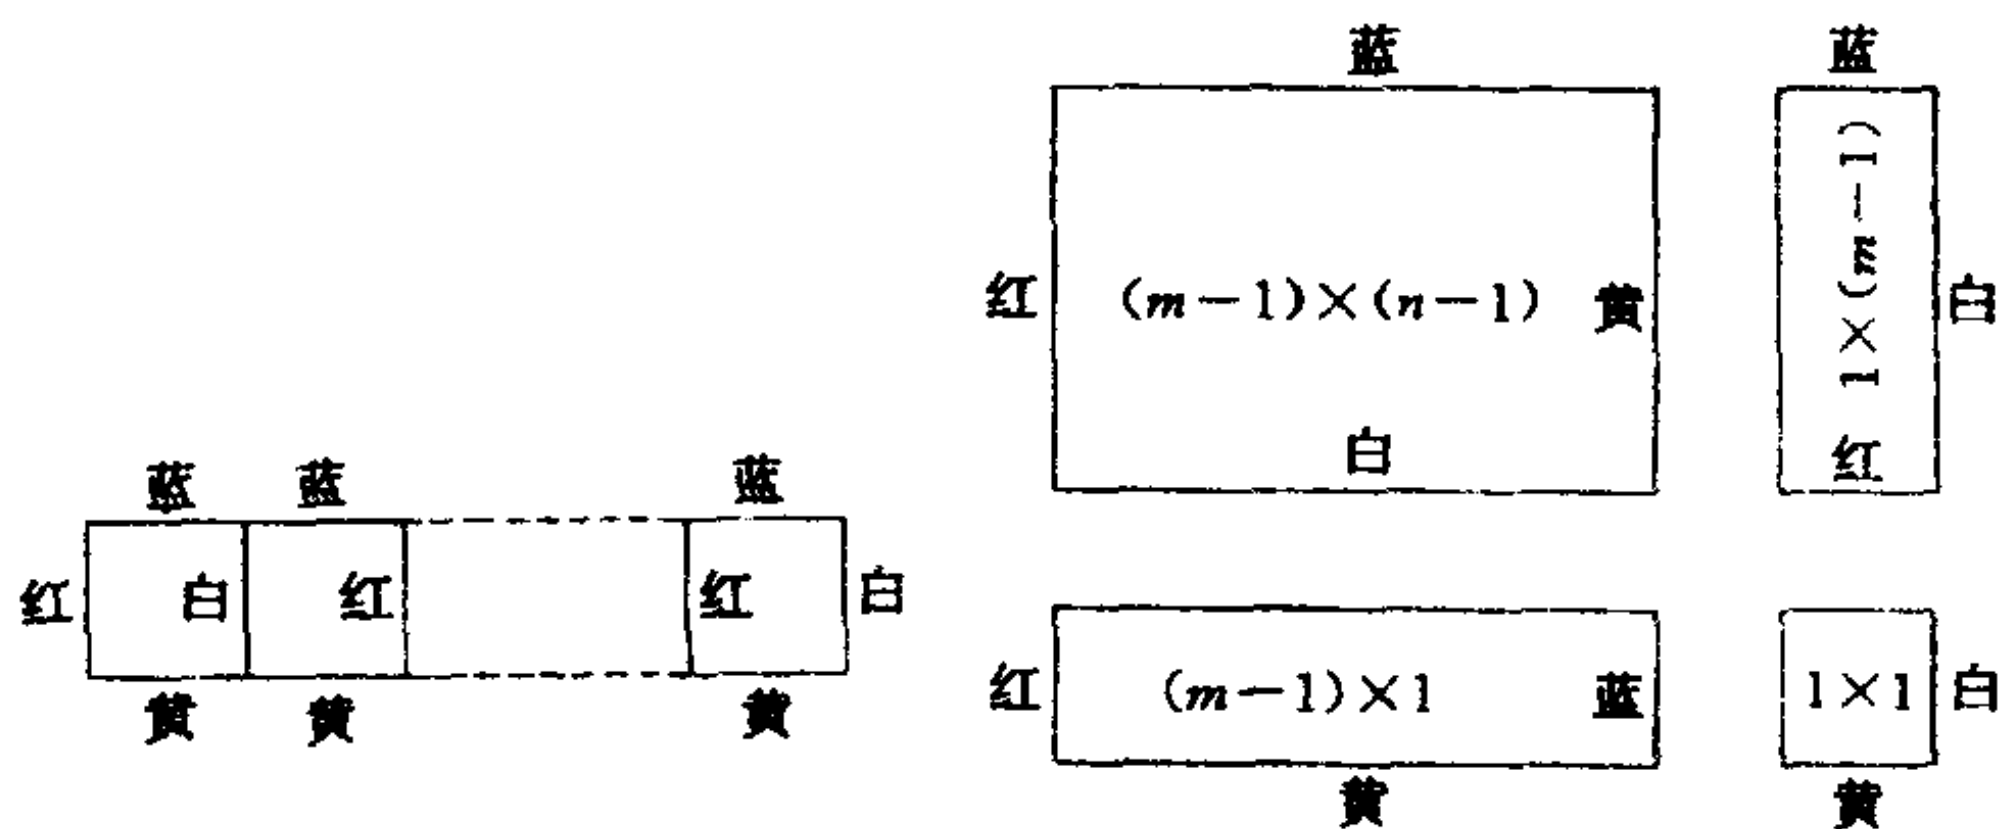 蓝 蓝 蓝
红 白 红 红 白
黄 黄 黄
蓝 蓝
红 (m-1)×(n-1) 黄 红 1×(m-1) 白
白
红 (m-1)×1 蓝 1×1 白
黄 黄